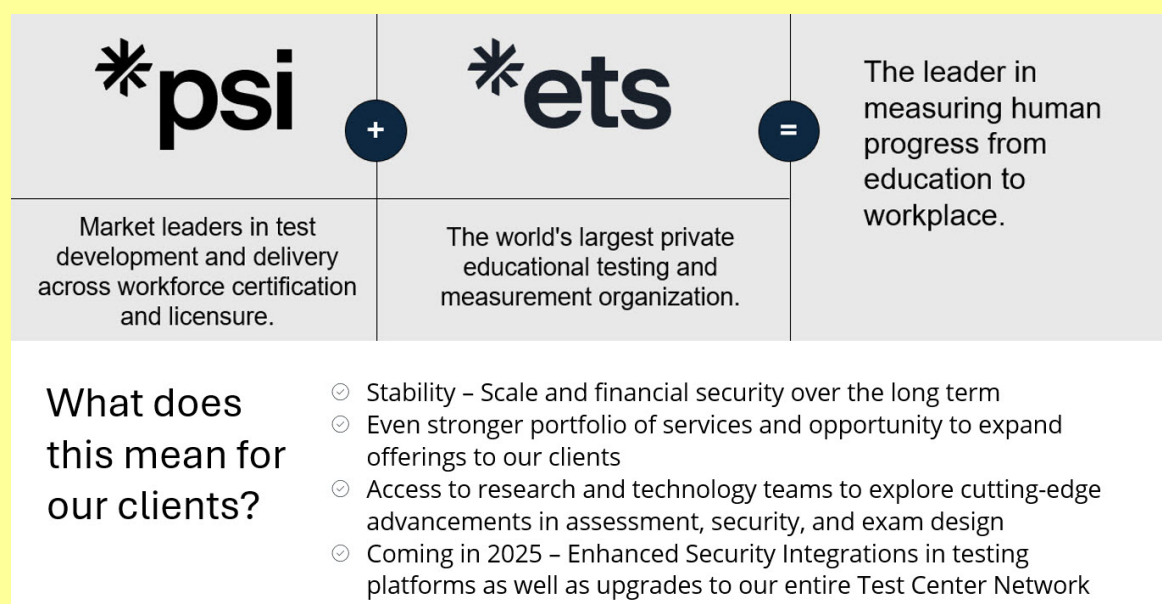 *psi
+
*ets
=
The leader in
measuring human
progress from
education to
workplace.
Market leaders in test
development and delivery
across workforce certification
and licensure.
The world's largest private
educational testing and
measurement organization.
What does
this mean for
our clients?
Stability – Scale and financial security over the long term
Even stronger portfolio of services and opportunity to expand
offerings to our clients
Access to research and technology teams to explore cutting-edge
advancements in assessment, security, and exam design
Coming in 2025 – Enhanced Security Integrations in testing
platforms as well as upgrades to our entire Test Center Network